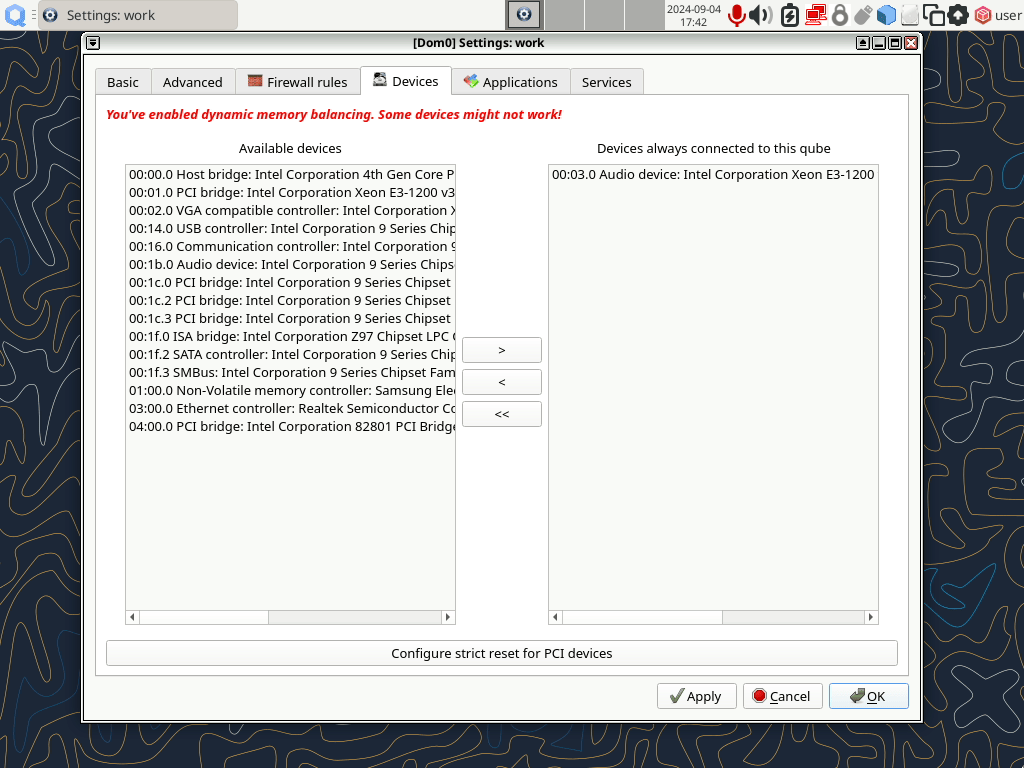 Settings: work
2024-09-04
17:42
user
[Dom0] Settings: work
Basic
Advanced
Firewall rules
Devices
Applications
Services
You've enabled dynamic memory balancing. Some devices might not work!
Available devices
Devices always connected to this qube
00:00.0 Host bridge: Intel Corporation 4th Gen Core P
00:01.0 PCI bridge: Intel Corporation Xeon E3-1200 v3
00:02.0 VGA compatible controller: Intel Corporation X
00:14.0 USB controller: Intel Corporation 9 Series Chip
00:16.0 Communication controller: Intel Corporation 9
00:1b.0 Audio device: Intel Corporation 9 Series Chips
00:1c.0 PCI bridge: Intel Corporation 9 Series Chipset
00:1c.2 PCI bridge: Intel Corporation 9 Series Chipset
00:1c.3 PCI bridge: Intel Corporation 9 Series Chipset
00:1f.0 ISA bridge: Intel Corporation Z97 Chipset LPC C
00:1f.2 SATA controller: Intel Corporation 9 Series Chip
00:1f.3 SMBus: Intel Corporation 9 Series Chipset Fam
01:00.0 Non-Volatile memory controller: Samsung Elec
03:00.0 Ethernet controller: Realtek Semiconductor Co
04:00.0 PCI bridge: Intel Corporation 82801 PCI Bridge
>
<
<<
00:03.0 Audio device: Intel Corporation Xeon E3-1200
Configure strict reset for PCI devices
Apply
Cancel
OK